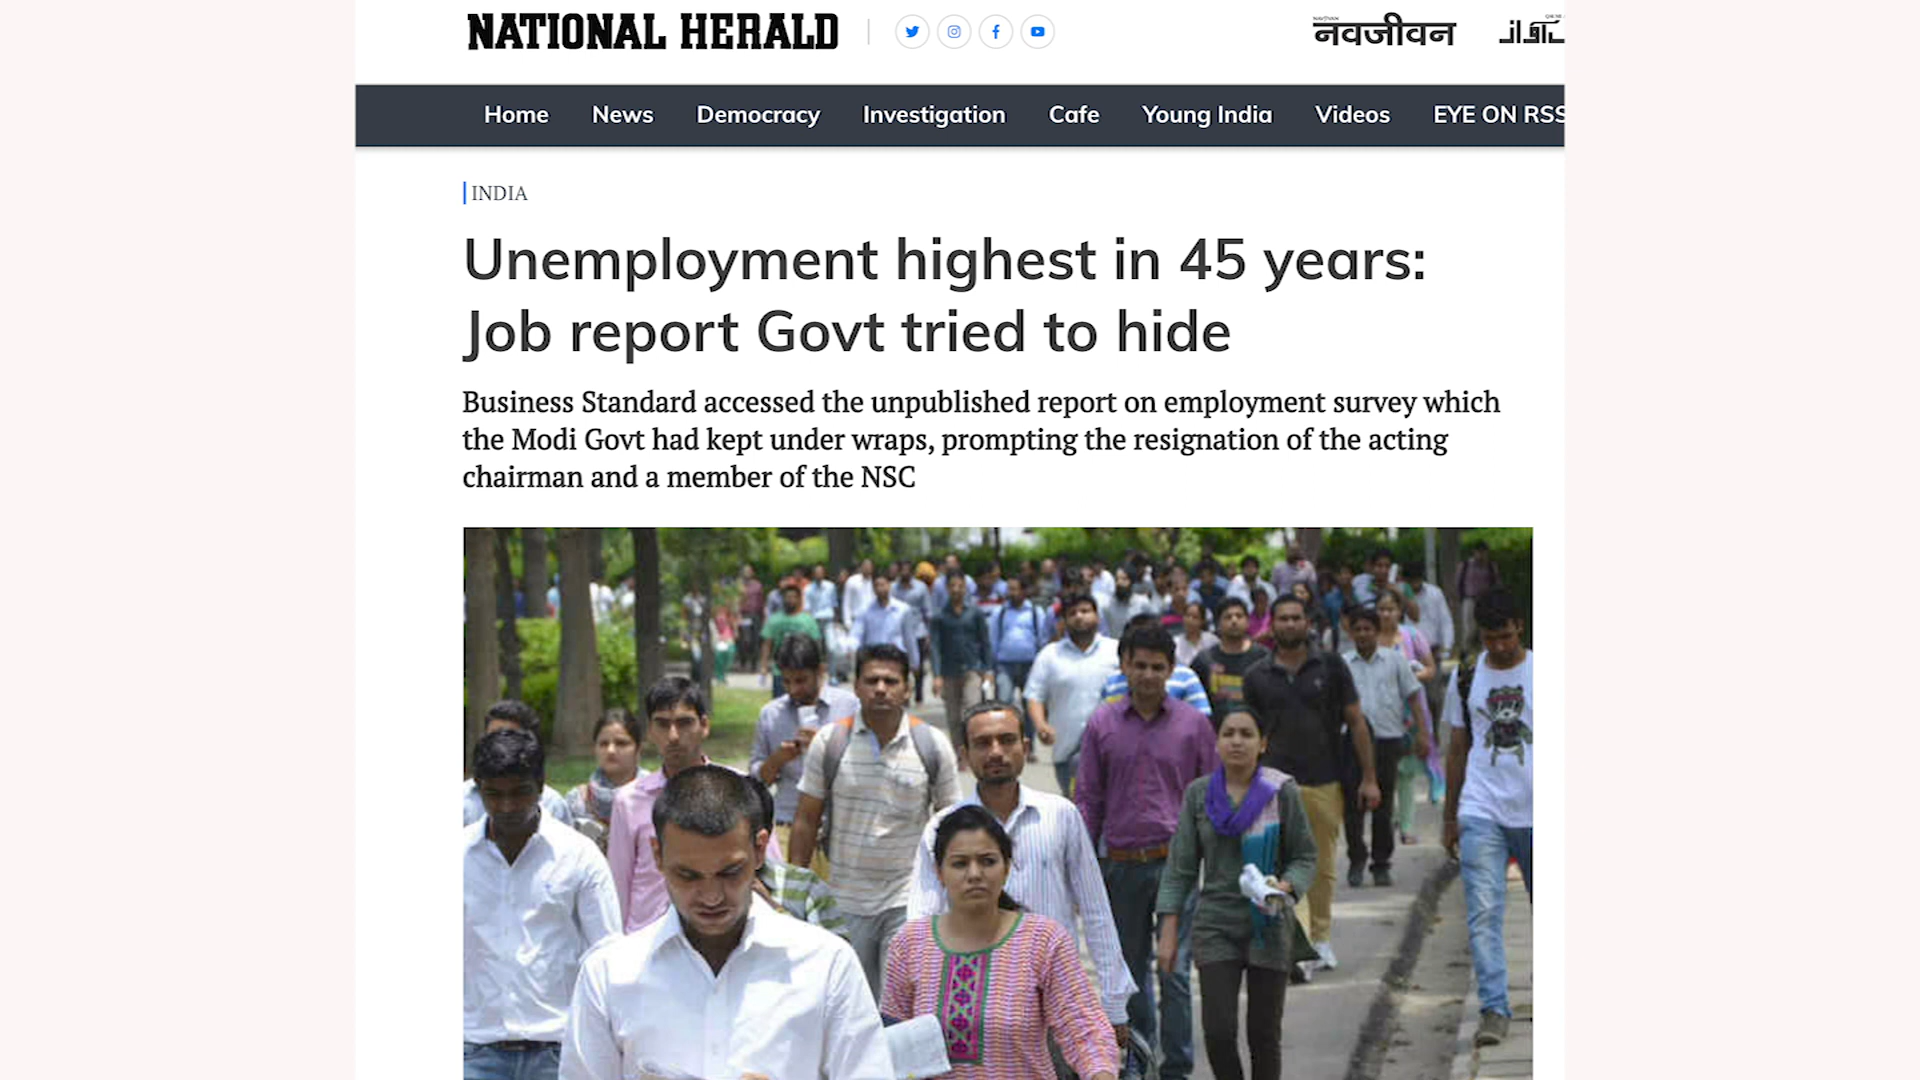 NATIONAL HERALD
नवजीवन
Home News Democracy Investigation Cafe Young India Videos EYE ON RSS
INDIA
Unemployment highest in 45 years:
Job report Govt tried to hide
Business Standard accessed the unpublished report on employment survey which
the Modi Govt had kept under wraps, prompting the resignation of the acting
chairman and a member of the NSC